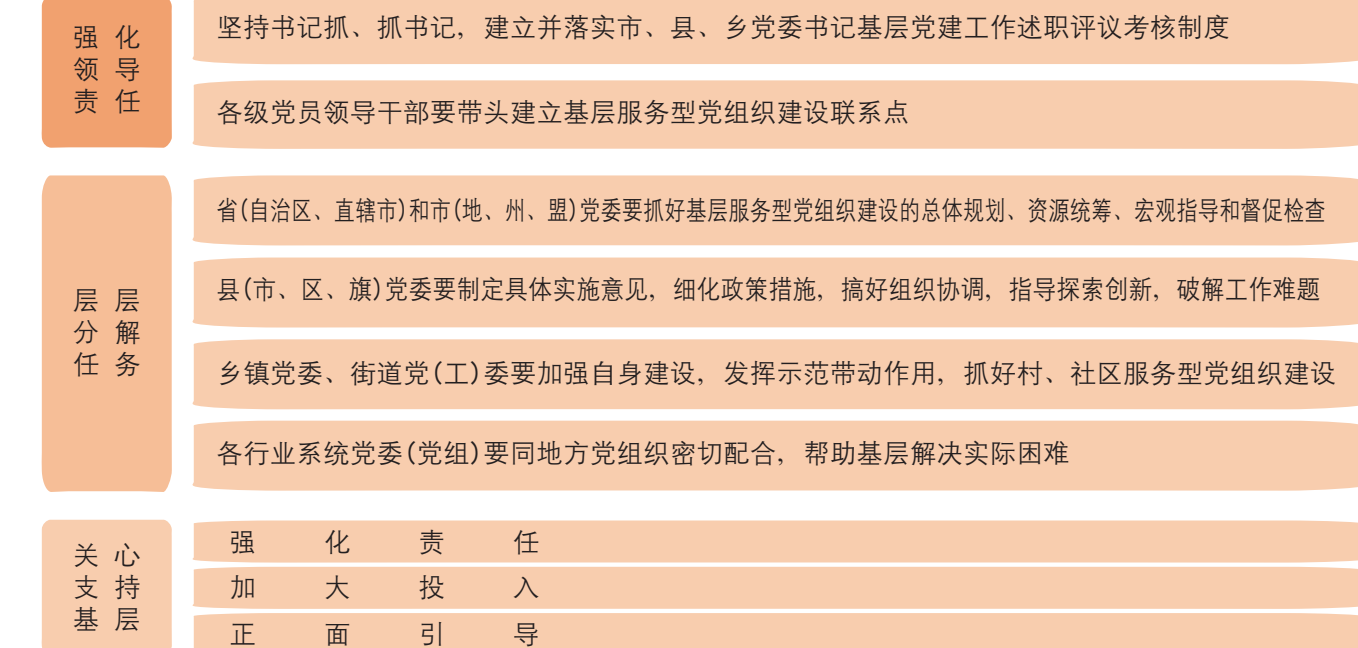 强化
领导
责任
坚持书记抓、抓书记，建立并落实市、县、乡党委书记基层党建工作述职评议考核制度
各级党员领导干部要带头建立基层服务型党组织建设联系点
层层
分解
任务
省(自治区、直辖市)和市(地、州、盟)党委要抓好基层服务型党组织建设的总体规划、资源统筹、宏观指导和督促检查
县(市、区、旗)党委要制定具体实施意见，细化政策措施，搞好组织协调，指导探索创新，破解工作难题
乡镇党委、街道党(工)委要加强自身建设，发挥示范带动作用，抓好村、社区服务型党组织建设
各行业系统党委(党组)要同地方党组织密切配合，帮助基层解决实际困难
关心
支持
基层
强化责任
加大投入
正面引导